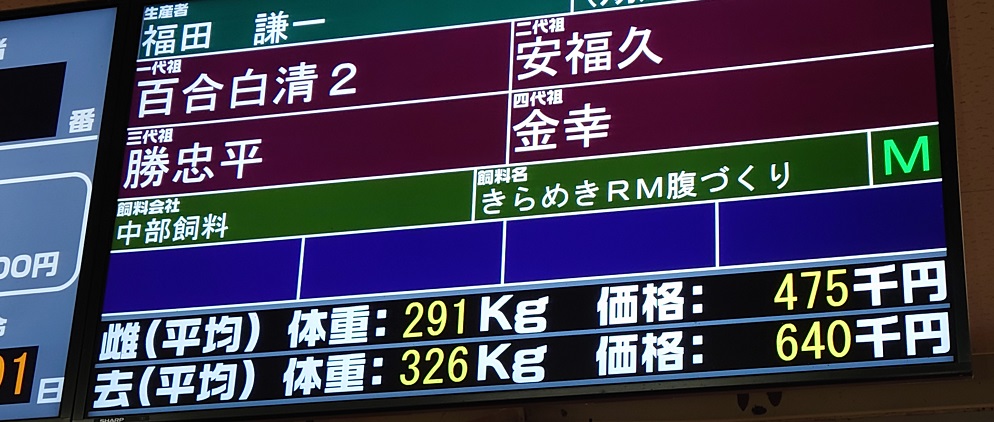 生産者
福田 謙一
一代祖
百合白清2
二代祖
安福久
三代祖
勝忠平
四代祖
金幸
飼料会社
中部飼料
飼料名
きらめきRM腹づくり
M
雌(平均) 体重: 291Kg 価格: 475千円
去(平均) 体重: 326Kg 価格: 640千円
番
00円
91日
SHARP